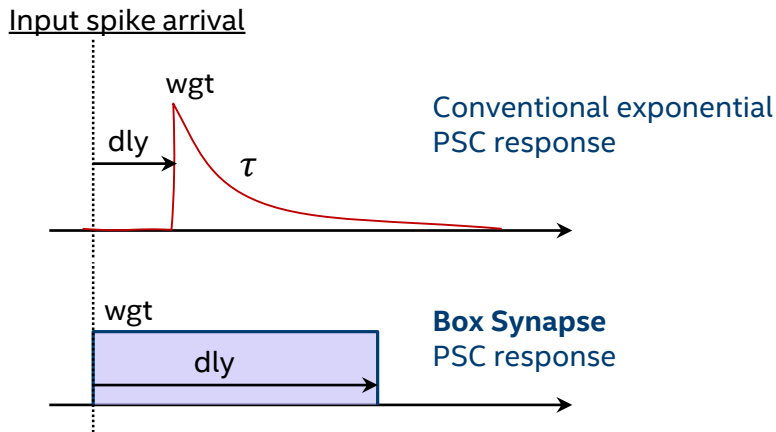 Input spike arrival
wgt
dly
τ
Conventional exponential
PSC response
wgt
dly
Box Synapse
PSC response